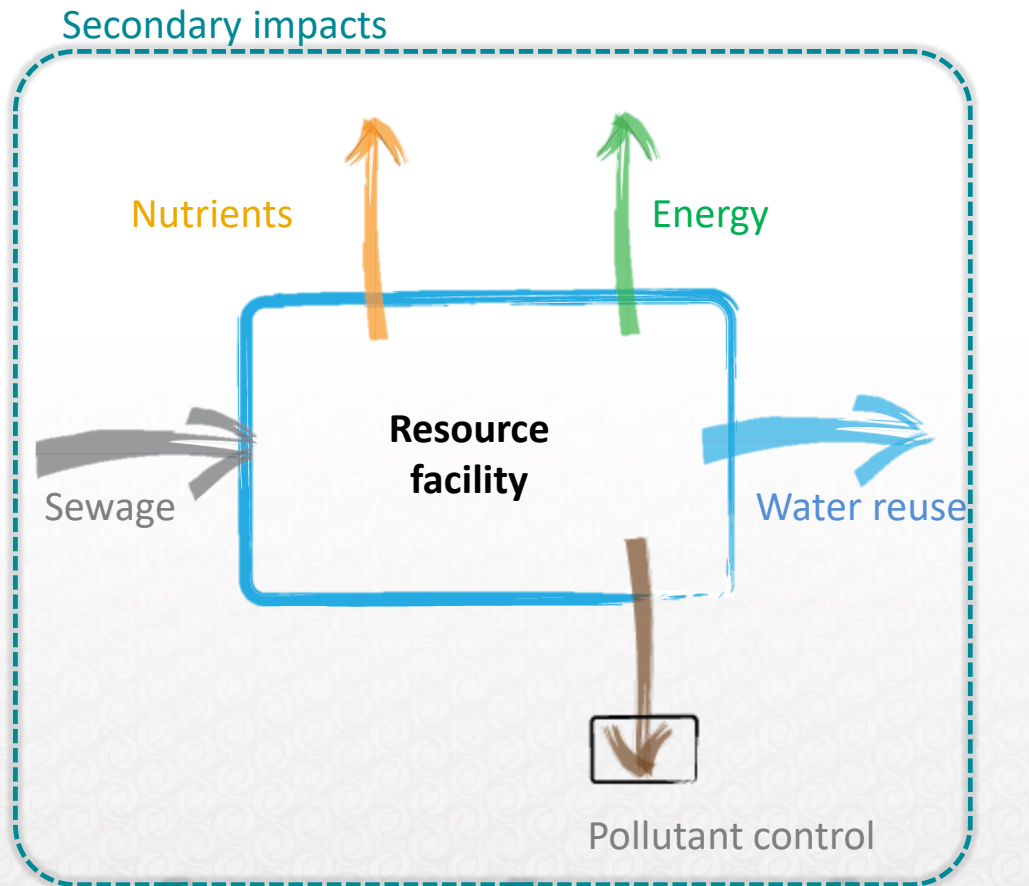 Secondary impacts
Nutrients
Energy
Resource
facility
Sewage
Water reuse
Pollutant control